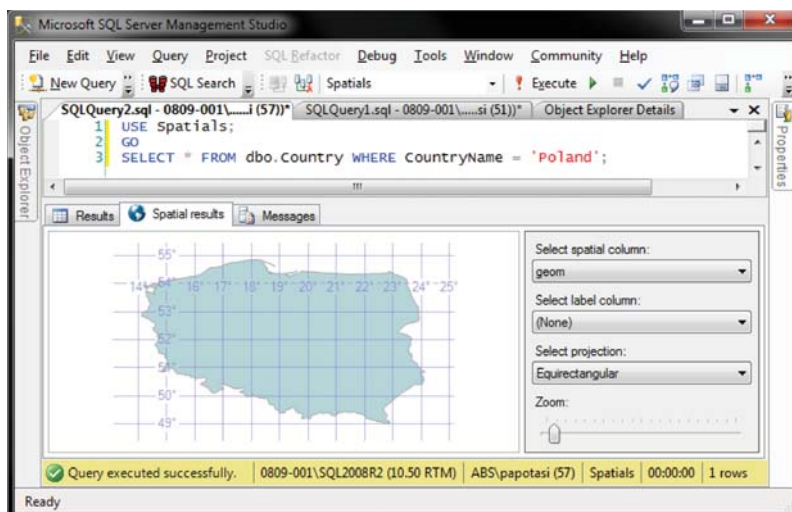 Microsoft SQL Server Management Studio
File Edit View Query Project SQL Refactor Debug Tools Window Community Help
New Query SQL Search Spatials Execute
SQLQuery2.sql - 0809-001\......i (57))* SQLQuery1.sql - 0809-001\.....si (51))* Object Explorer Details
Object Explorer
Properties
1 USE Spatials;
2 GO
3 SELECT * FROM dbo.Country WHERE CountryName = 'Poland';
Results Spatial results Messages
55°
14° 54° 16° 17° 18° 19° 20° 21° 22° 23° 24° 25°
53°
52°
51°
50°
49°
Select spatial column:
geom
Select label column:
(None)
Select projection:
Equirectangular
Zoom:
Query executed successfully. 0809-001\SQL2008R2 (10.50 RTM) ABS\papotasi (57) Spatials 00:00:00 1 rows
Ready